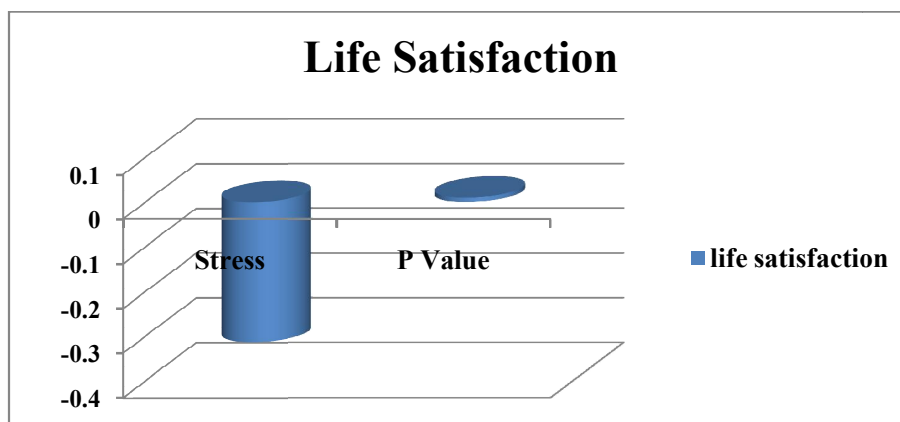 Life Satisfaction
0.1
0
-0.1
-0.2
-0.3
-0.4
Stress
P Value
life satisfaction